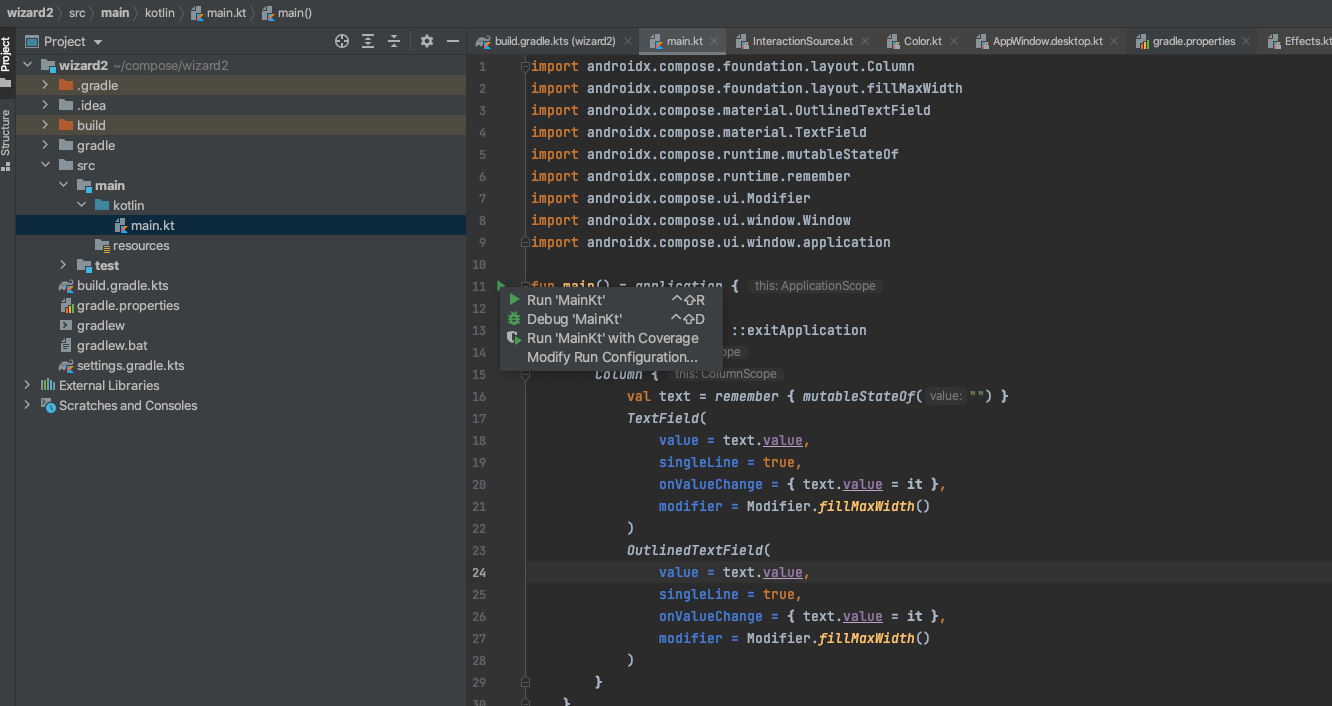 wizard2 src main kotlin main.kt main()
Project
Structure
Project
wizard2 ~/compose/wizard2
.gradle
.idea
build
gradle
src
main
kotlin
main.kt
resources
test
build.gradle.kts
gradle.properties
gradlew
gradlew.bat
settings.gradle.kts
External Libraries
Scratches and Consoles
build.gradle.kts (wizard2) main.kt InteractionSource.kt Color.kt AppWindow.desktop.kt gradle.properties Effects.kt
1 import androidx.compose.foundation.layout.Column
2 import androidx.compose.foundation.layout.fillMaxWidth
3 import androidx.compose.material.OutlinedTextField
4 import androidx.compose.material.TextField
5 import androidx.compose.runtime.mutableStateOf
6 import androidx.compose.runtime.remember
7 import androidx.compose.ui.Modifier
8 import androidx.compose.ui.window.Window
9 import androidx.compose.ui.window.application
10
11 fun main() = application { this: ApplicationScope
12
13 ::exitApplication
14 ope
15 Column { this: ColumnScope
16 val text = remember { mutableStateOf( value: "") }
17 TextField(
18 value = text.value,
19 singleLine = true,
20 onValueChange = { text.value = it },
21 modifier = Modifier.fillMaxWidth()
22 )
23 OutlinedTextField(
24 value = text.value,
25 singleLine = true,
26 onValueChange = { text.value = it },
27 modifier = Modifier.fillMaxWidth()
28 )
29 }
30 }
Run 'MainKt' ⌃⇧R
Debug 'MainKt' ⌃⇧D
Run 'MainKt' with Coverage
Modify Run Configuration...